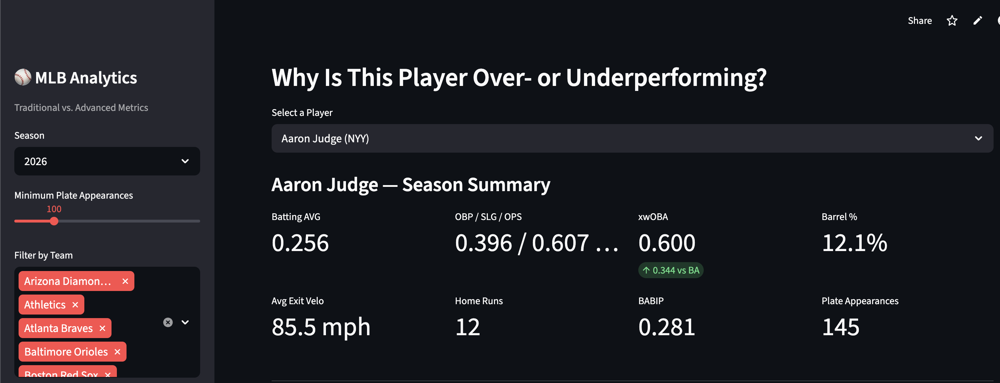 MLB Analytics
Traditional vs. Advanced Metrics
Season
2026
Minimum Plate Appearances
100
Filter by Team
Arizona Diamon…
Athletics
Atlanta Braves
Baltimore Orioles
Boston Red Sox
Share
Why Is This Player Over- or Underperforming?
Select a Player
Aaron Judge (NYY)
Aaron Judge — Season Summary
Batting AVG
0.256
OBP / SLG / OPS
0.396 / 0.607 …
xwOBA
0.600
↑ 0.344 vs BA
Barrel %
12.1%
Avg Exit Velo
85.5 mph
Home Runs
12
BABIP
0.281
Plate Appearances
145